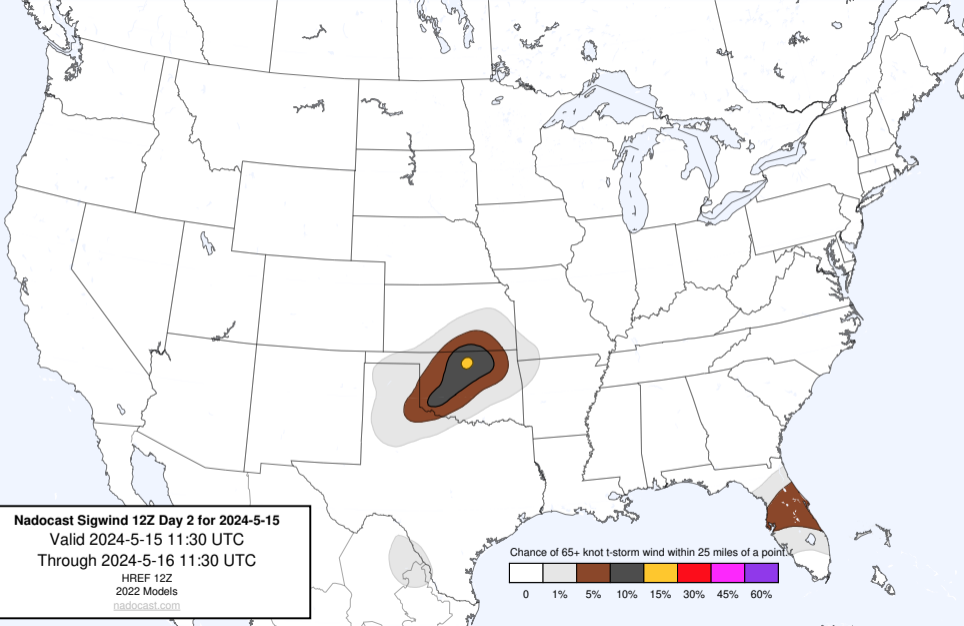 Nadocast Sigwind 12Z Day 2 for 2024-5-15
Valid 2024-5-15 11:30 UTC
Through 2024-5-16 11:30 UTC
HREF 12Z
2022 Models
nadocast.com
Chance of 65+ knot t-storm wind within 25 miles of a point.
0 1% 5% 10% 15% 30% 45% 60%